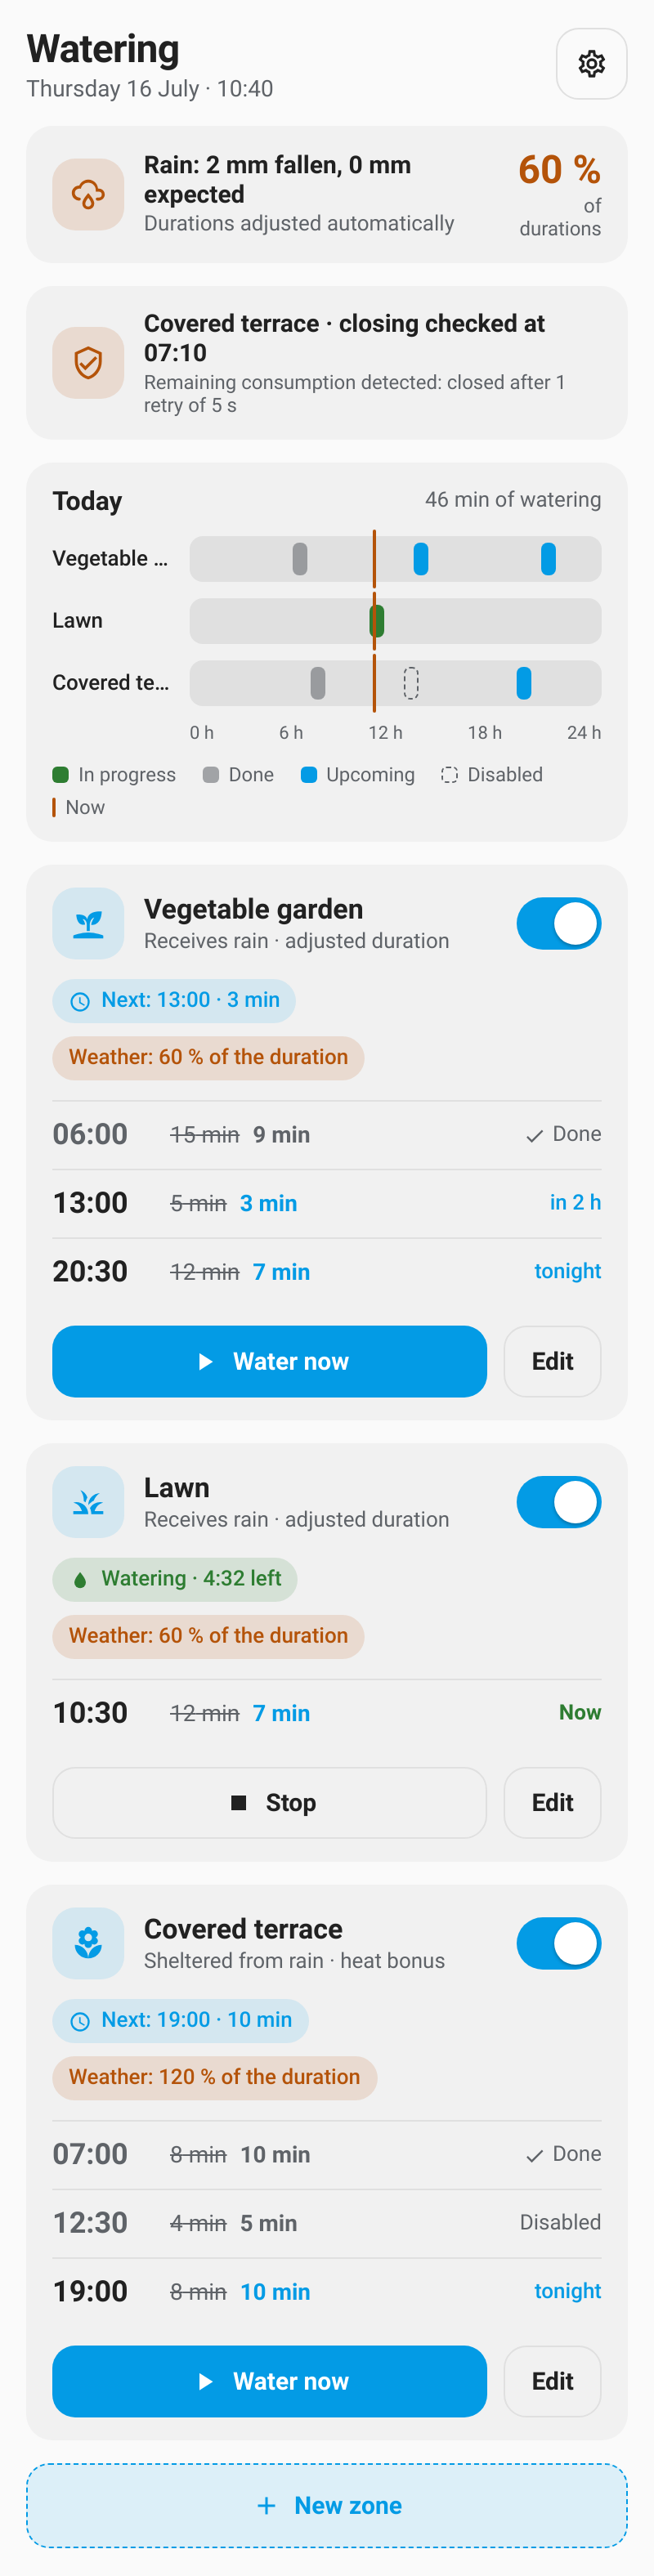 Watering
Thursday 16 July · 10:40
Rain: 2 mm fallen, 0 mm
expected
Durations adjusted automatically
60 %
of
durations
Covered terrace · closing checked at
07:10
Remaining consumption detected: closed after 1
retry of 5 s
Today
46 min of watering
Vegetable ...
Lawn
Covered te...
0 h 6 h 12 h 18 h 24 h
In progress Done Upcoming Disabled
Now
Vegetable garden
Receives rain · adjusted duration
Next: 13:00 · 3 min
Weather: 60 % of the duration
06:00 15 min 9 min Done
13:00 5 min 3 min in 2 h
20:30 12 min 7 min tonight
Water now Edit
Lawn
Receives rain · adjusted duration
Watering · 4:32 left
Weather: 60 % of the duration
10:30 12 min 7 min Now
Stop Edit
Covered terrace
Sheltered from rain · heat bonus
Next: 19:00 · 10 min
Weather: 120 % of the duration
07:00 8 min 10 min Done
12:30 4 min 5 min Disabled
19:00 8 min 10 min tonight
Water now Edit
+ New zone